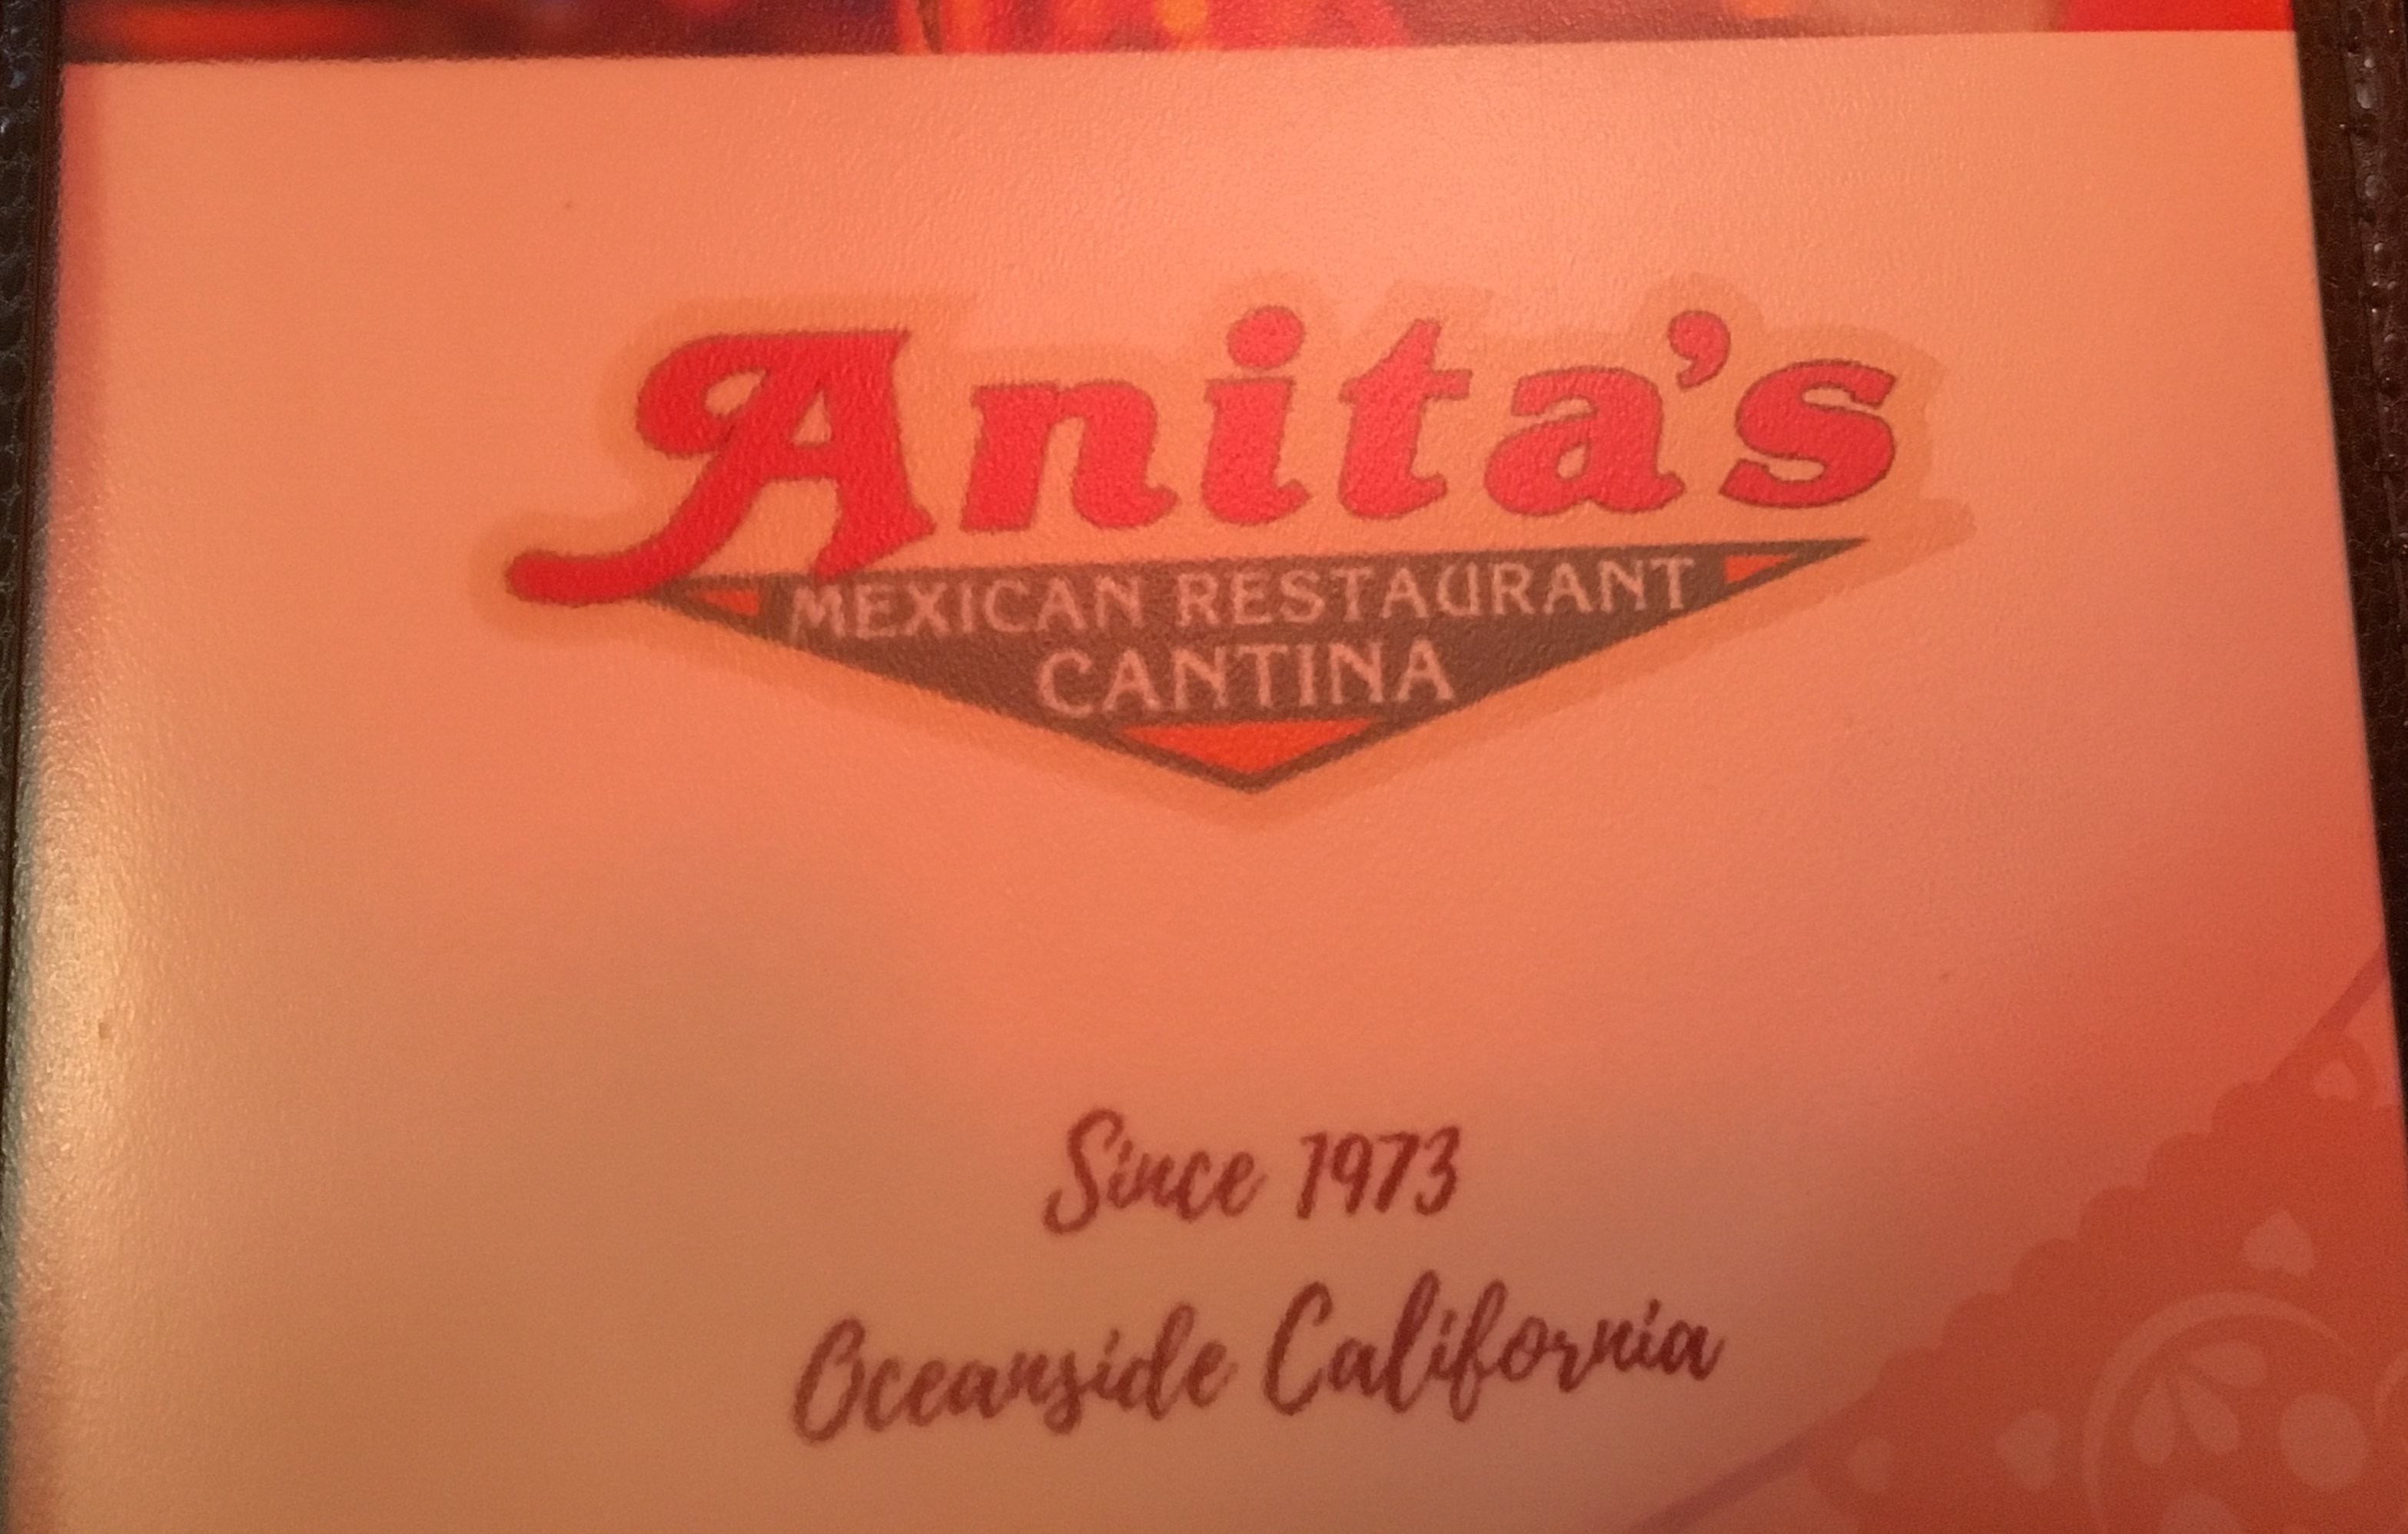 Anita's
MEXICAN RESTAURANT
CANTINA
Since 1973
Oceanside California